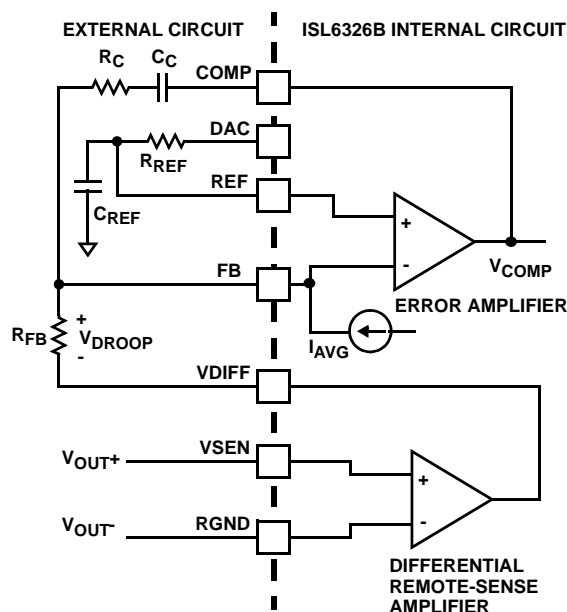 EXTERNAL CIRCUIT
ISL6326B INTERNAL CIRCUIT
RC
CC
COMP
DAC
RREF
REF
CREF
+
-
VCOMP
FB
ERROR AMPLIFIER
IAVG
RFB
+
VDROOP
-
VDIFF
VSEN
VOUT+
+
RGND
VOUT-
-
DIFFERENTIAL
REMOTE-SENSE
AMPLIFIER